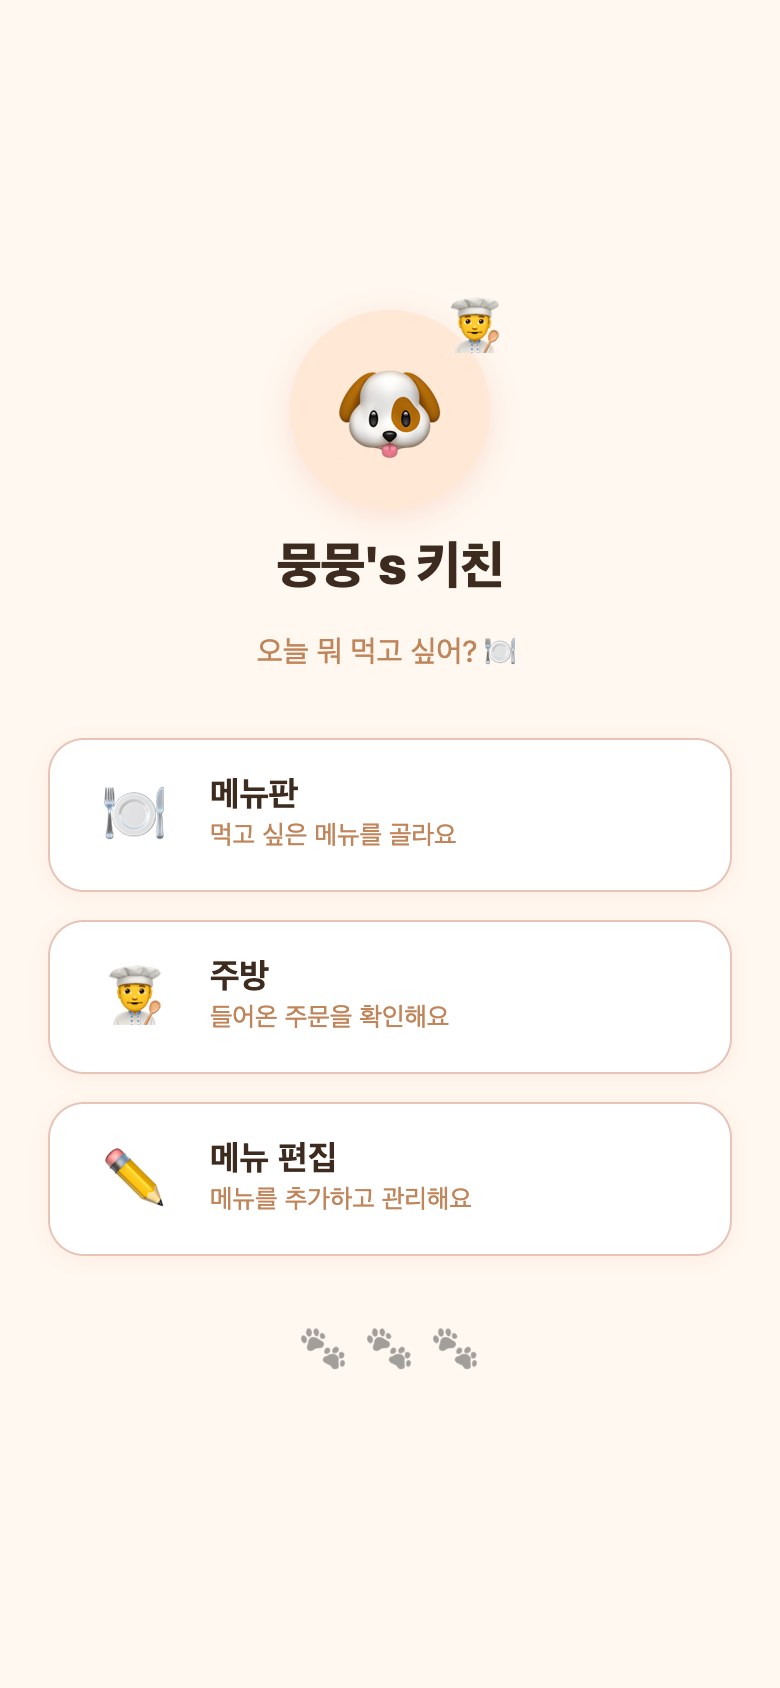 뭉뭉's 키친
오늘 뭐 먹고 싶어? 🍽️
메뉴판
먹고 싶은 메뉴를 골라요
주방
들어온 주문을 확인해요
메뉴 편집
메뉴를 추가하고 관리해요